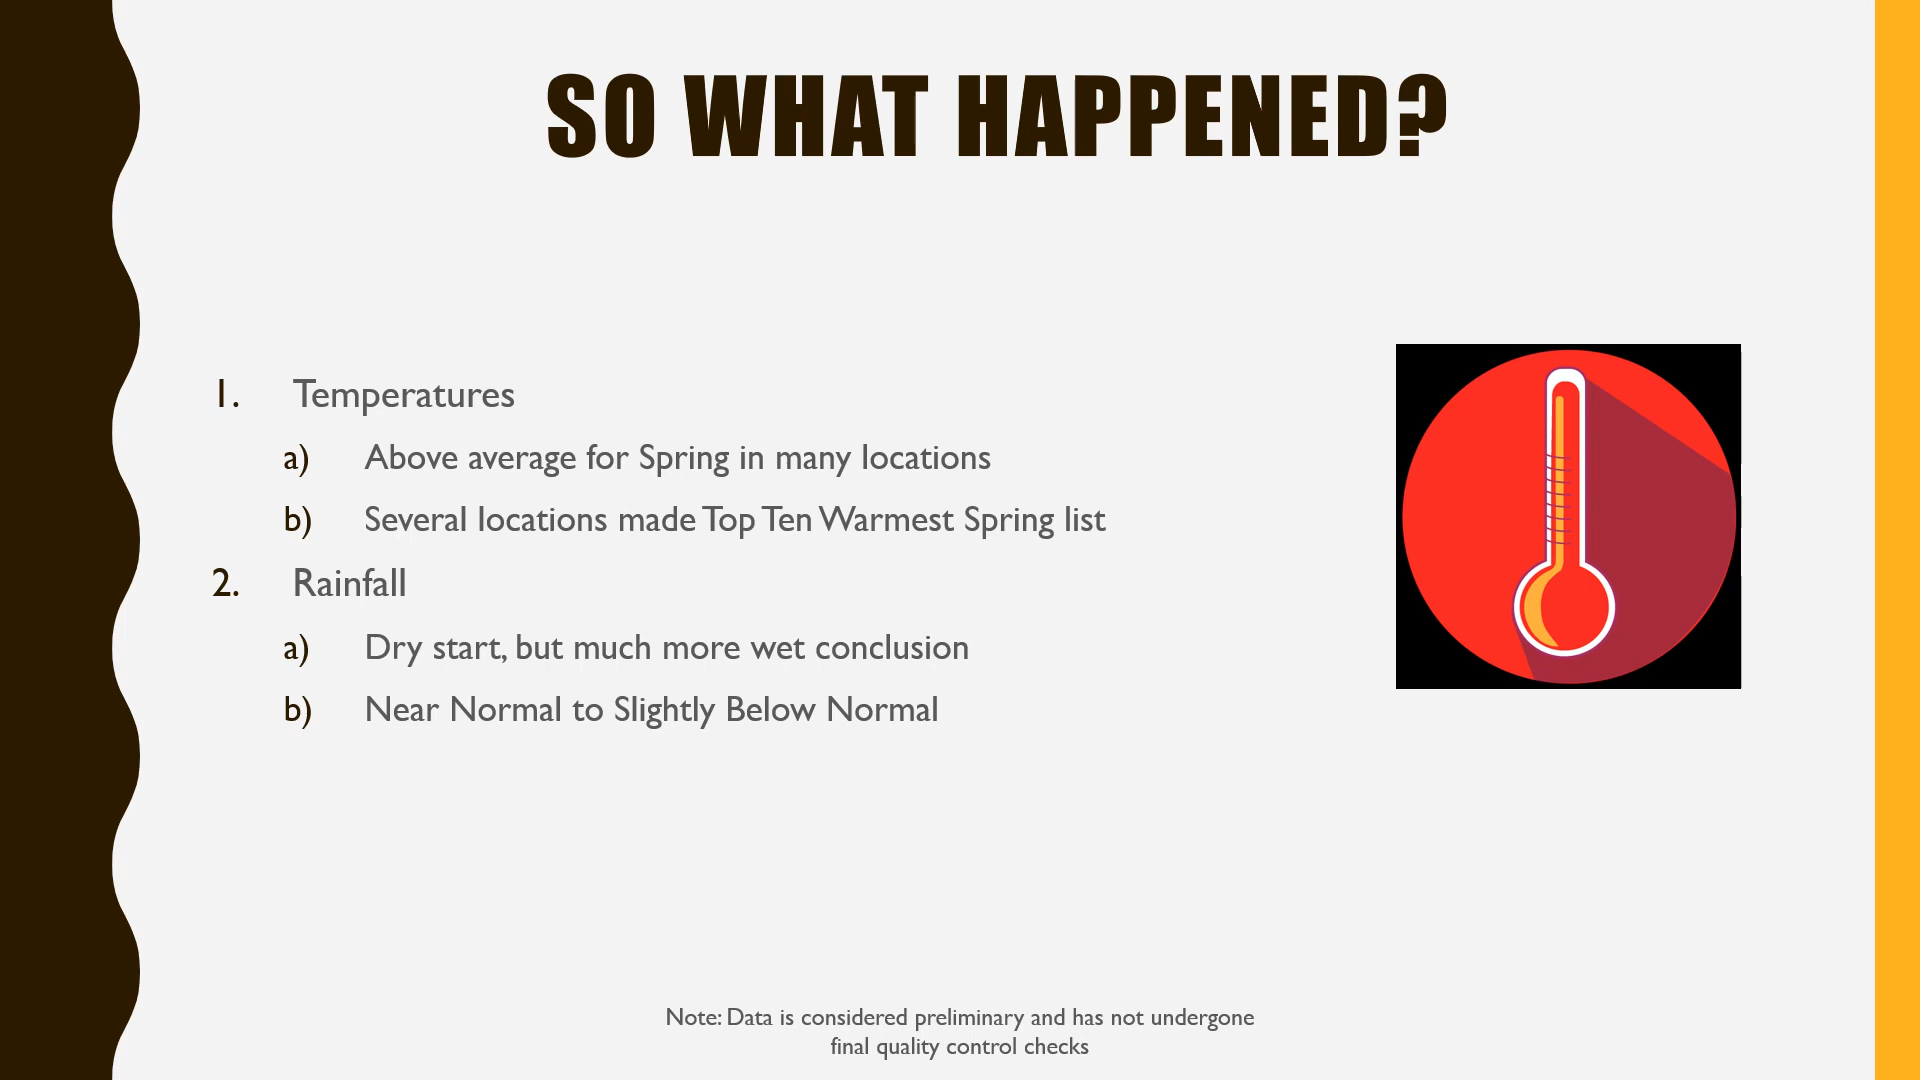 SO WHAT HAPPENED?
1. Temperatures
a) Above average for Spring in many locations
b) Several locations made Top Ten Warmest Spring list
2. Rainfall
a) Dry start, but much more wet conclusion
b) Near Normal to Slightly Below Normal
Note: Data is considered preliminary and has not undergone
final quality control checks